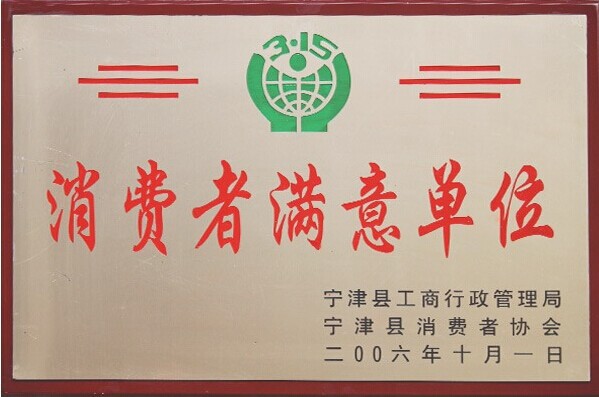 3·15
消费者满意单位
宁津县工商行政管理局
宁津县消费者协会
二00六年十月一日